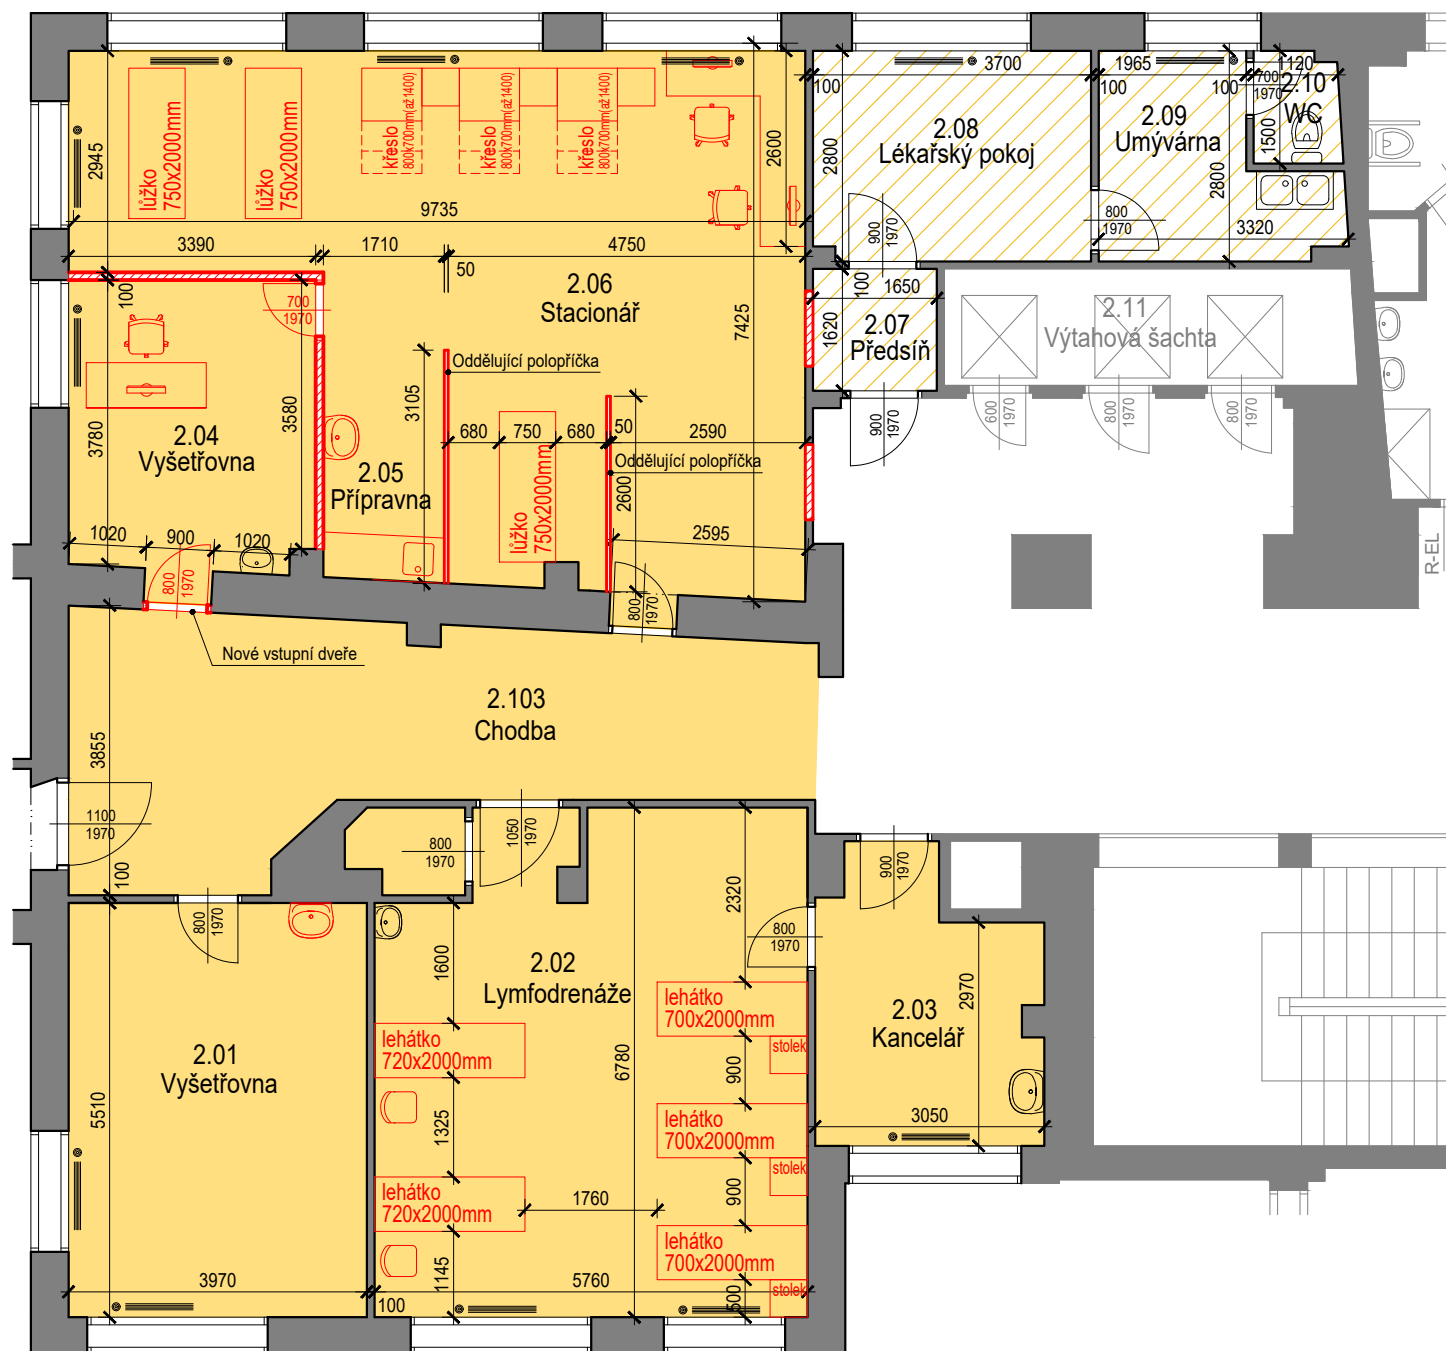 3700
1965
1120
100
100
100
700
1970
2.10
WC
1500
lůžko
750x2000mm
lůžko
750x2000mm
křeslo
800x700mm(až1400)
křeslo
800x700mm(až1400)
křeslo
800x700mm(až1400)
2945
2600
2800
2.08
Lékařský pokoj
2.09
Umývárna
2800
9735
3390
1710
4750
50
900
1970
800
1970
3320
100
700
1970
2.06
Stacionář
7425
100
1650
1620
2.07
Předsíň
2.11
Výtahová šachta
Oddělující polopříčka
3105
3580
3780
2.04
Vyšetřovna
2.05
Přípravna
680
750
680
50
2590
Oddělující polopříčka
2600
lůžko
750x2000mm
900
1970
600
1970
800
1970
800
1970
1020
900
1020
2595
R-EL
800
1970
800
1970
Nové vstupní dveře
2.103
Chodba
3855
1100
1970
100
800
1970
1050
1970
900
1970
800
1970
2320
800
1970
1600
2.02
Lymfodrenáže
2970
2.03
Kancelář
lehátko
700x2000mm
stolek
lehátko
720x2000mm
2.01
Vyšetřovna
5510
6780
900
1325
lehátko
700x2000mm
3050
stolek
lehátko
720x2000mm
1760
900
lehátko
700x2000mm
1145
3970
100
5760
500
stolek